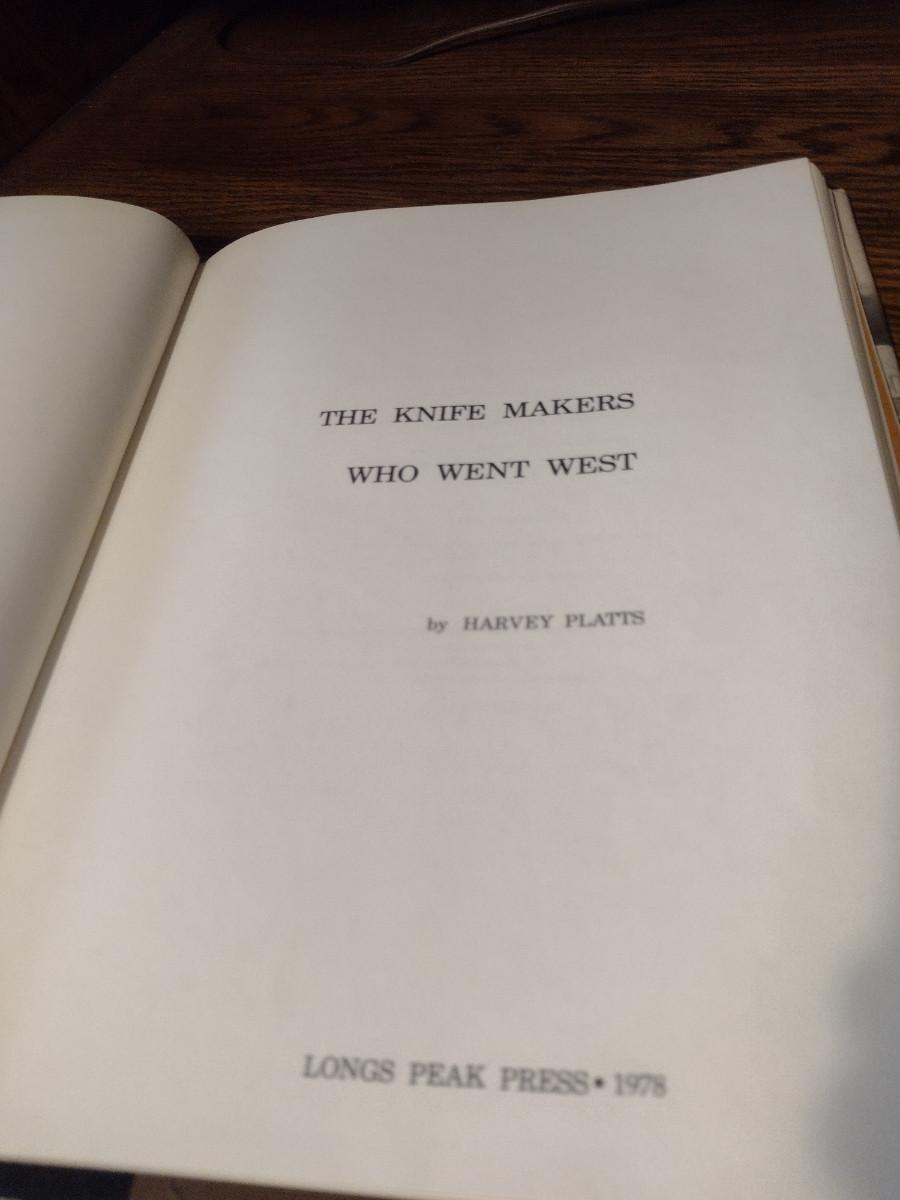 THE KNIFE MAKERS
WHO WENT WEST
by HARVEY PLATTS
LONGS PEAK PRESS • 1978